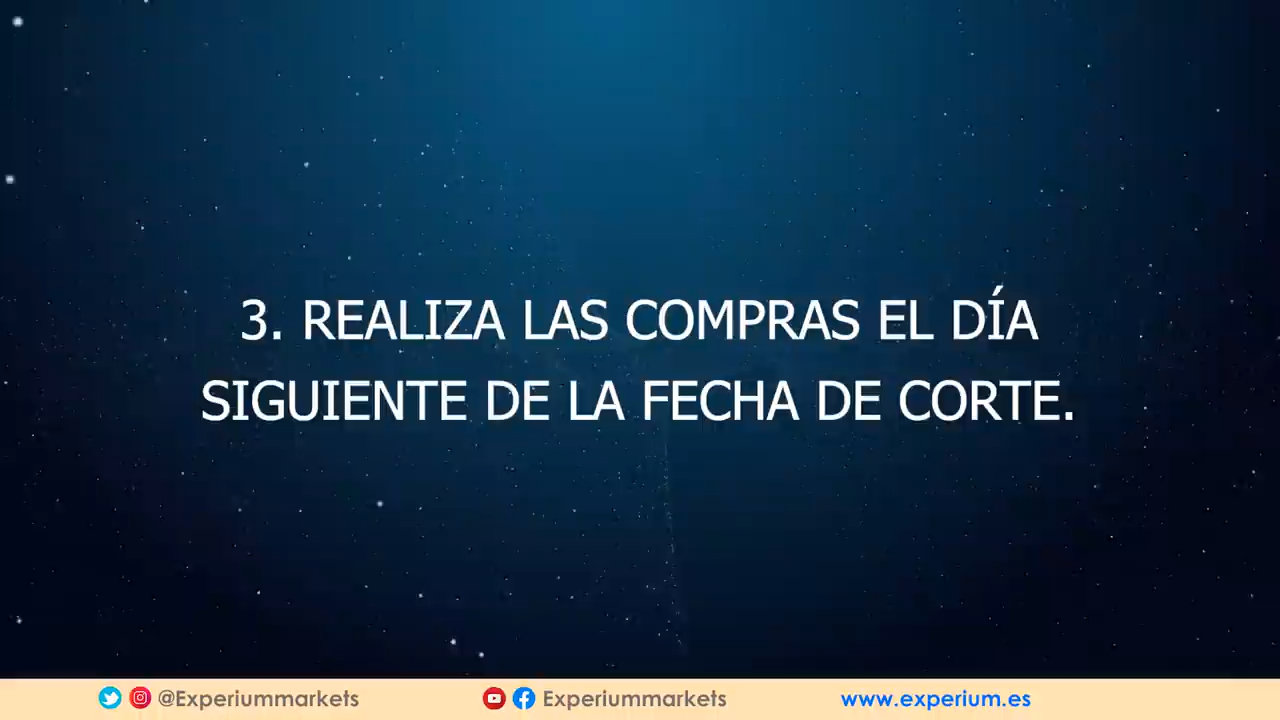 3. REALIZA LAS COMPRAS EL DÍA
SIGUIENTE DE LA FECHA DE CORTE.
@Experiummarkets
Experiummarkets
www.experium.es